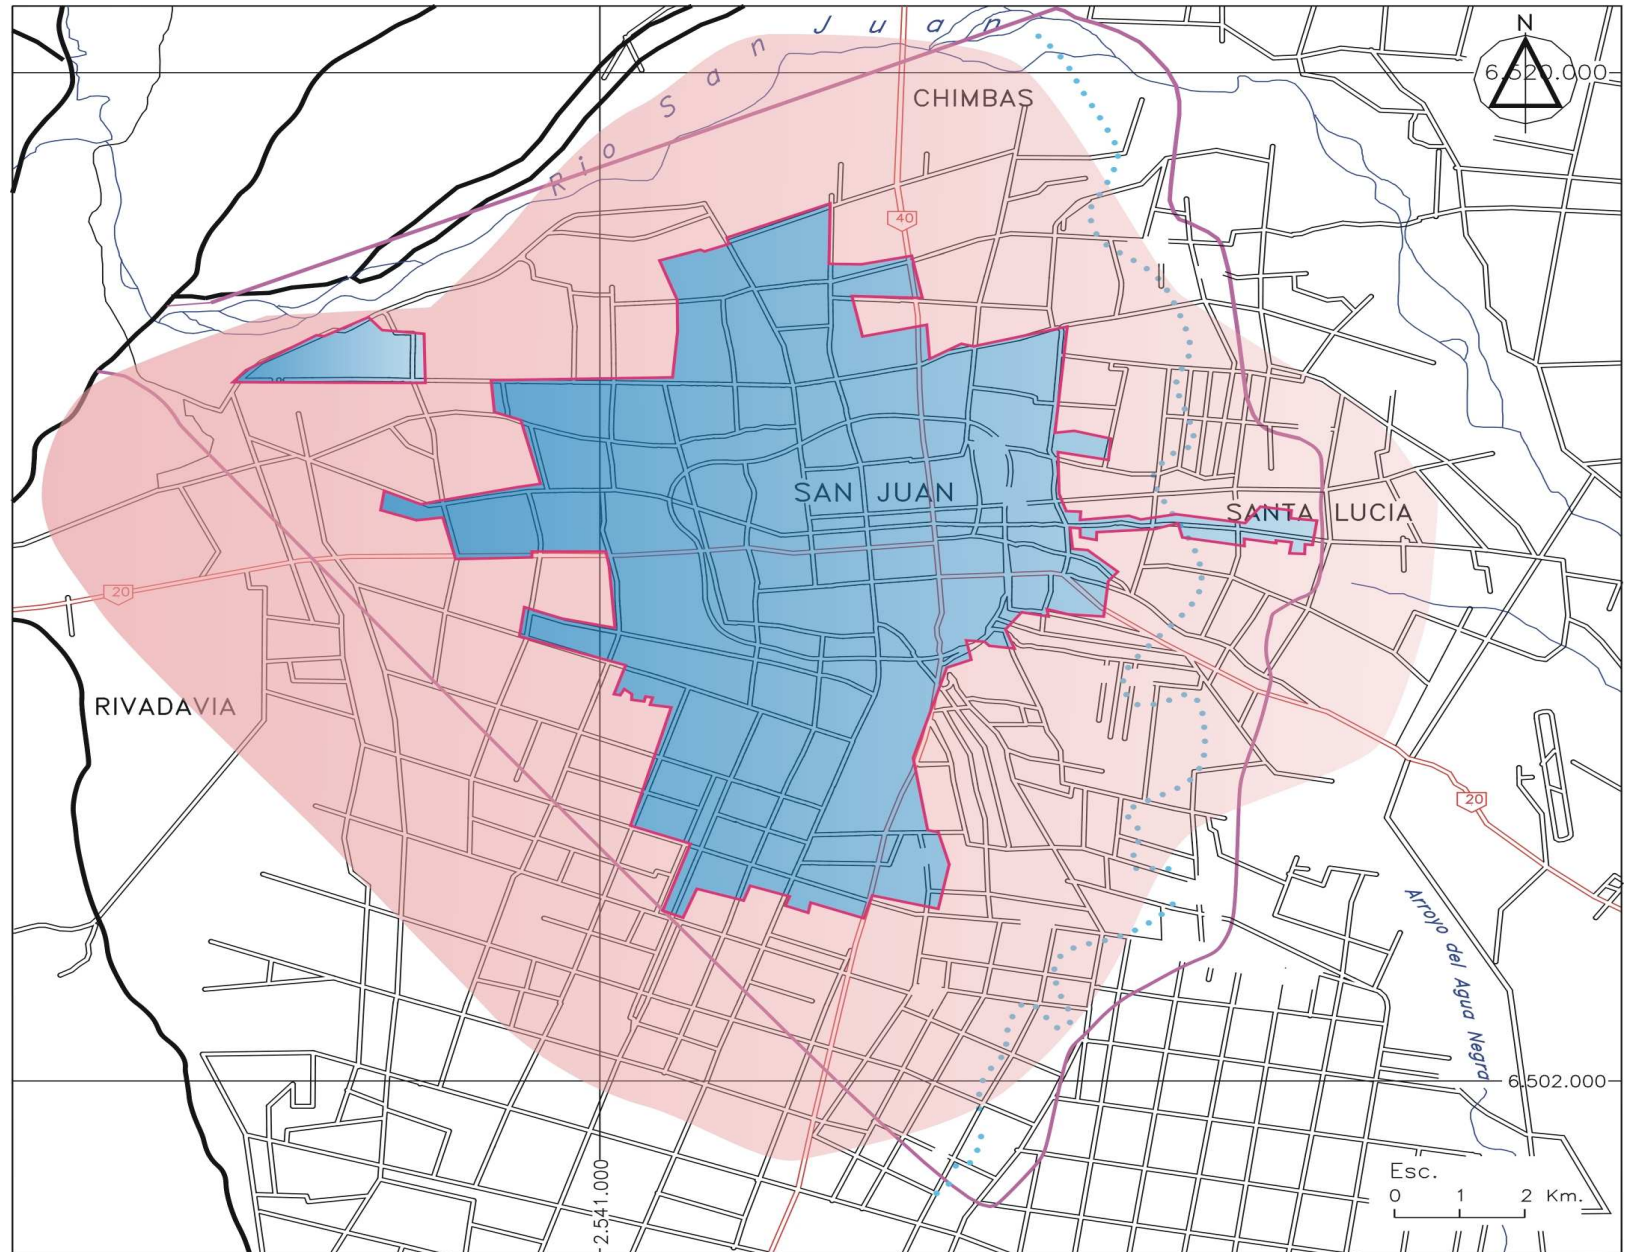 Rio San Juan
N
6.520.000
CHIMBAS
40
SAN JUAN
SANTA LUCIA
20
RIVADAVIA
20
Arroyo del Agua Negra
6.502.000
2.541.000
Esc.
0 1 2 Km.